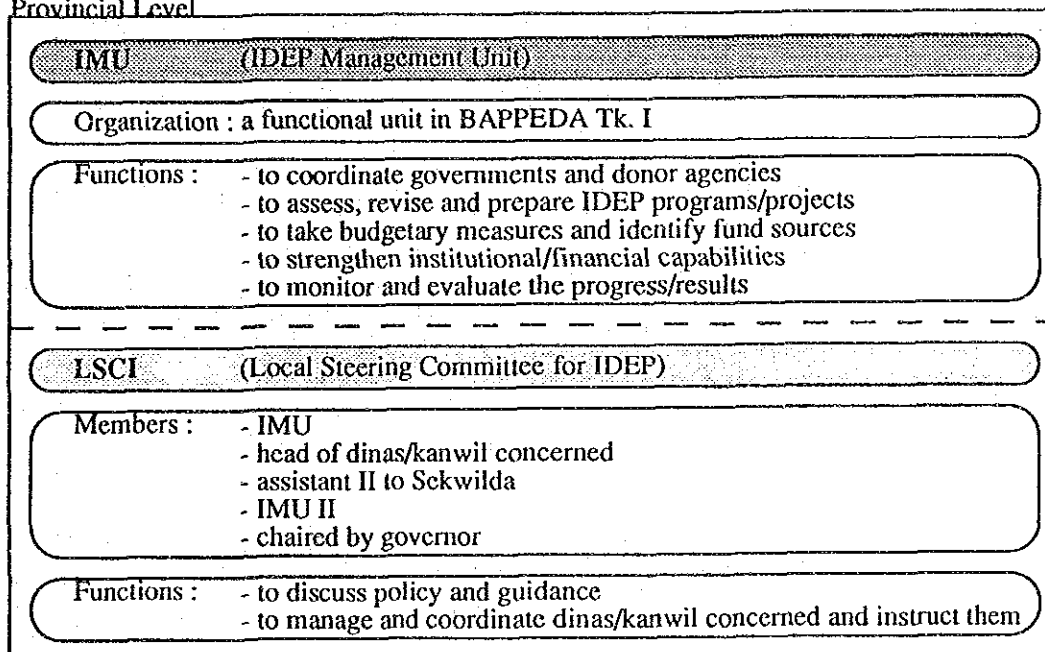 Provincial Level
IMU (IDEP Management Unit)
Organization : a functional unit in BAPPEDA Tk. I
Functions : - to coordinate governments and donor agencies
- to assess, revise and prepare IDEP programs/projects
- to take budgetary measures and identify fund sources
- to strengthen institutional/financial capabilities
- to monitor and evaluate the progress/results
LSCI (Local Steering Committee for IDEP)
Members : - IMU
- head of dinas/kanwil concerned
- assistant II to Sekwilda
- IMU II
- chaired by governor
Functions : - to discuss policy and guidance
- to manage and coordinate dinas/kanwil concerned and instruct them